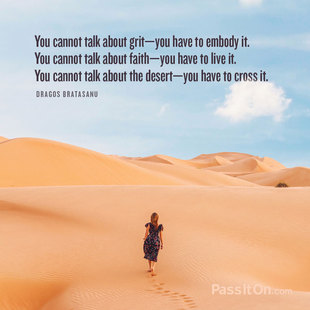 You cannot talk about grit—you have to embody it.
You cannot talk about faith—you have to live it.
You cannot talk about the desert—you have to cross it.
DRAGOS BRATASANU
PassItOn.com